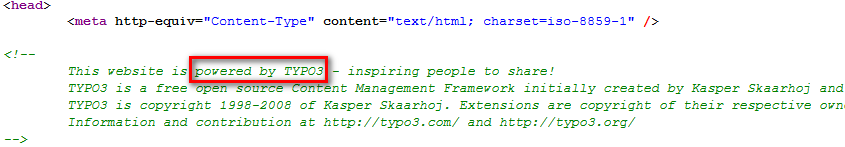 <head>
<meta http-equiv="Content-Type" content="text/html; charset=iso-8859-1" />
<!--
This website is powered by TYPO3 - inspiring people to share!
TYPO3 is a free open source Content Management Framework initially created by Kasper Skaarhoj and
TYPO3 is copyright 1998-2008 of Kasper Skaarhoj. Extensions are copyright of their respective
Information and contribution at http://typo3.com/ and http://typo3.org/
-->